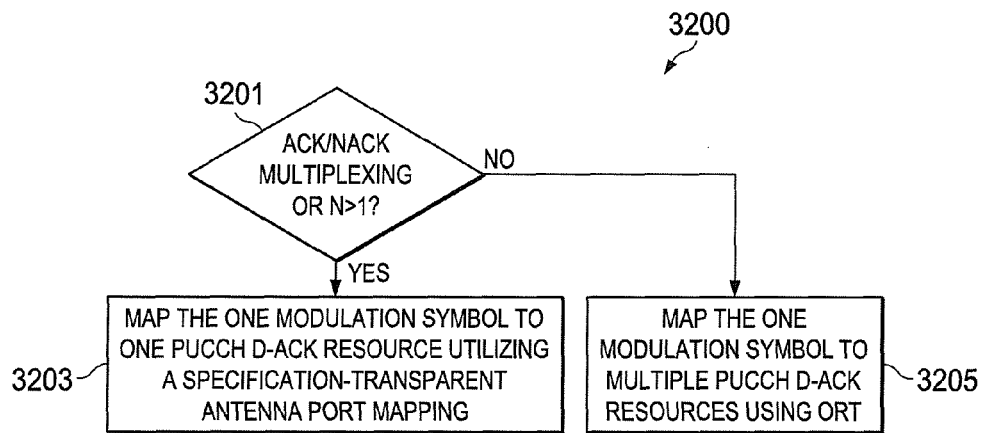 3200
3201
ACK/NACK
MULTIPLEXING
OR N>1?
NO
YES
MAP THE ONE MODULATION SYMBOL TO
ONE PUCCH D-ACK RESOURCE UTILIZING
A SPECIFICATION-TRANSPARENT
ANTENNA PORT MAPPING
3203
MAP THE ONE
MODULATION SYMBOL TO
MULTIPLE PUCCH D-ACK
RESOURCES USING ORT
3205